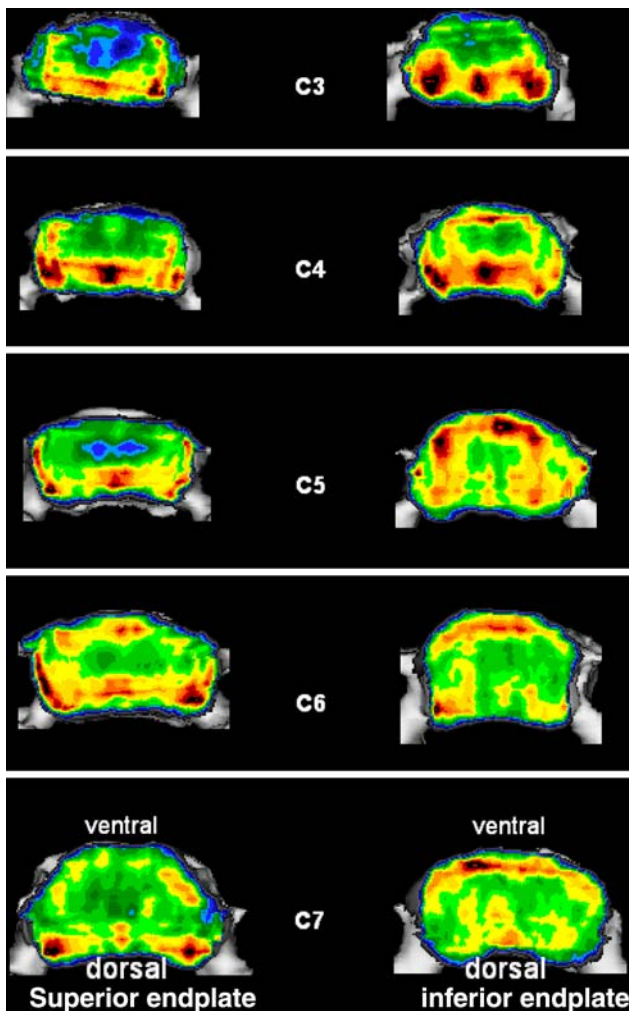 C3
C4
C5
C6
ventral ventral
C7
dorsal dorsal
Superior endplate inferior endplate